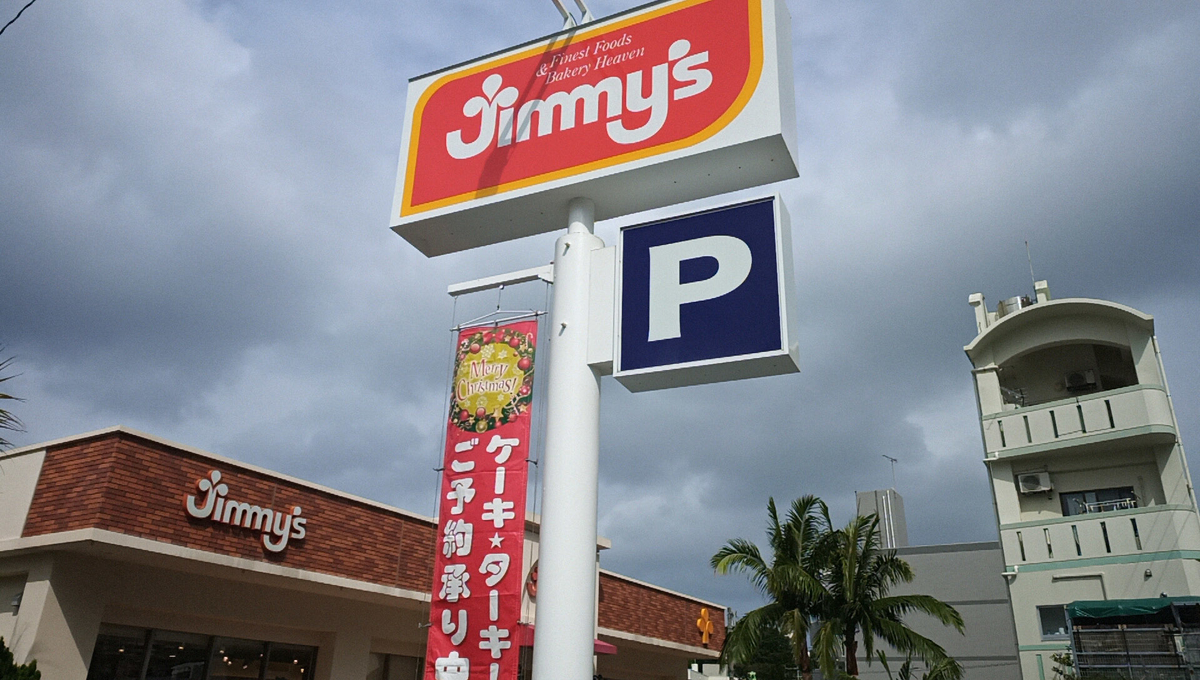 & Finest Foods
Bakery Heaven
Jimmy's
P
Merry
Christmas!
ケーキ★ターキー
ご予約承り
Jimmy's